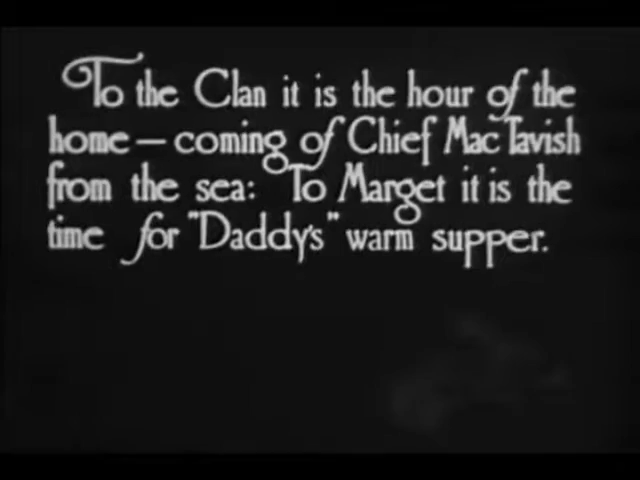 To the Clan it is the hour of the
home — coming of Chief MacTavish
from the sea: To Marget it is the
time for "Daddy's" warm supper.